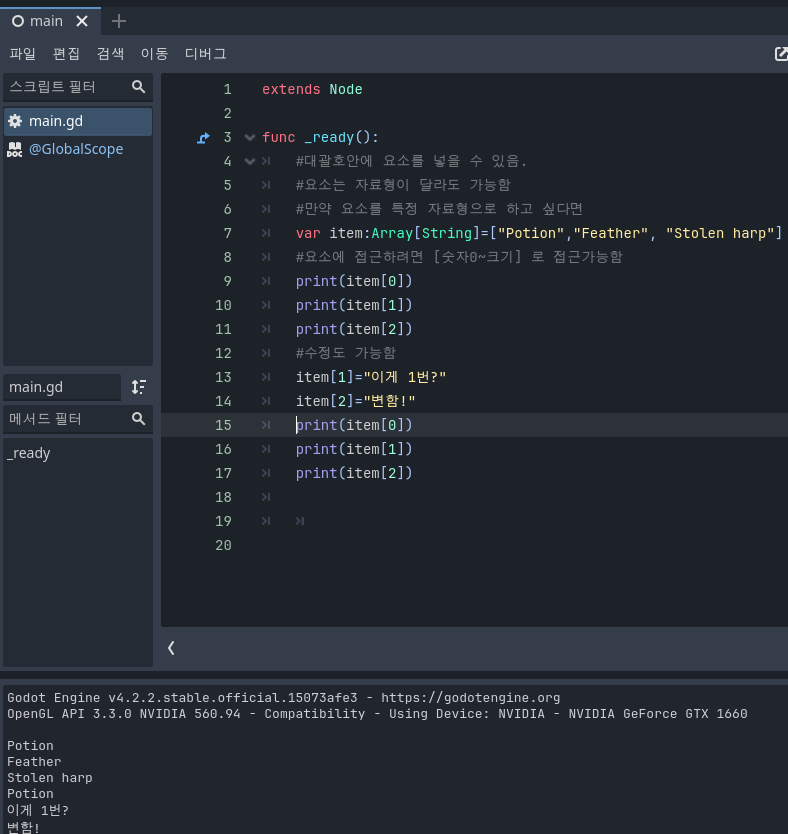 main
파일 편집 검색 이동 디버그
스크립트 필터
main.gd
@GlobalScope
main.gd
메서드 필터
_ready
1 extends Node
2
3 func _ready():
4 #대괄호안에 요소를 넣을 수 있음.
5 #요소는 자료형이 달라도 가능함
6 #만약 요소를 특정 자료형으로 하고 싶다면
7 var item:Array[String]=["Potion","Feather", "Stolen harp"]
8 #요소에 접근하려면 [숫자0~크기] 로 접근가능함
9 print(item[0])
10 print(item[1])
11 print(item[2])
12 #수정도 가능함
13 item[1]="이게 1번?"
14 item[2]="변함!"
15 print(item[0])
16 print(item[1])
17 print(item[2])
18
19
20
Godot Engine v4.2.2.stable.official.15073afe3 - https://godotengine.org
OpenGL API 3.3.0 NVIDIA 560.94 - Compatibility - Using Device: NVIDIA - NVIDIA GeForce GTX 1660
Potion
Feather
Stolen harp
Potion
이게 1번?
변함!